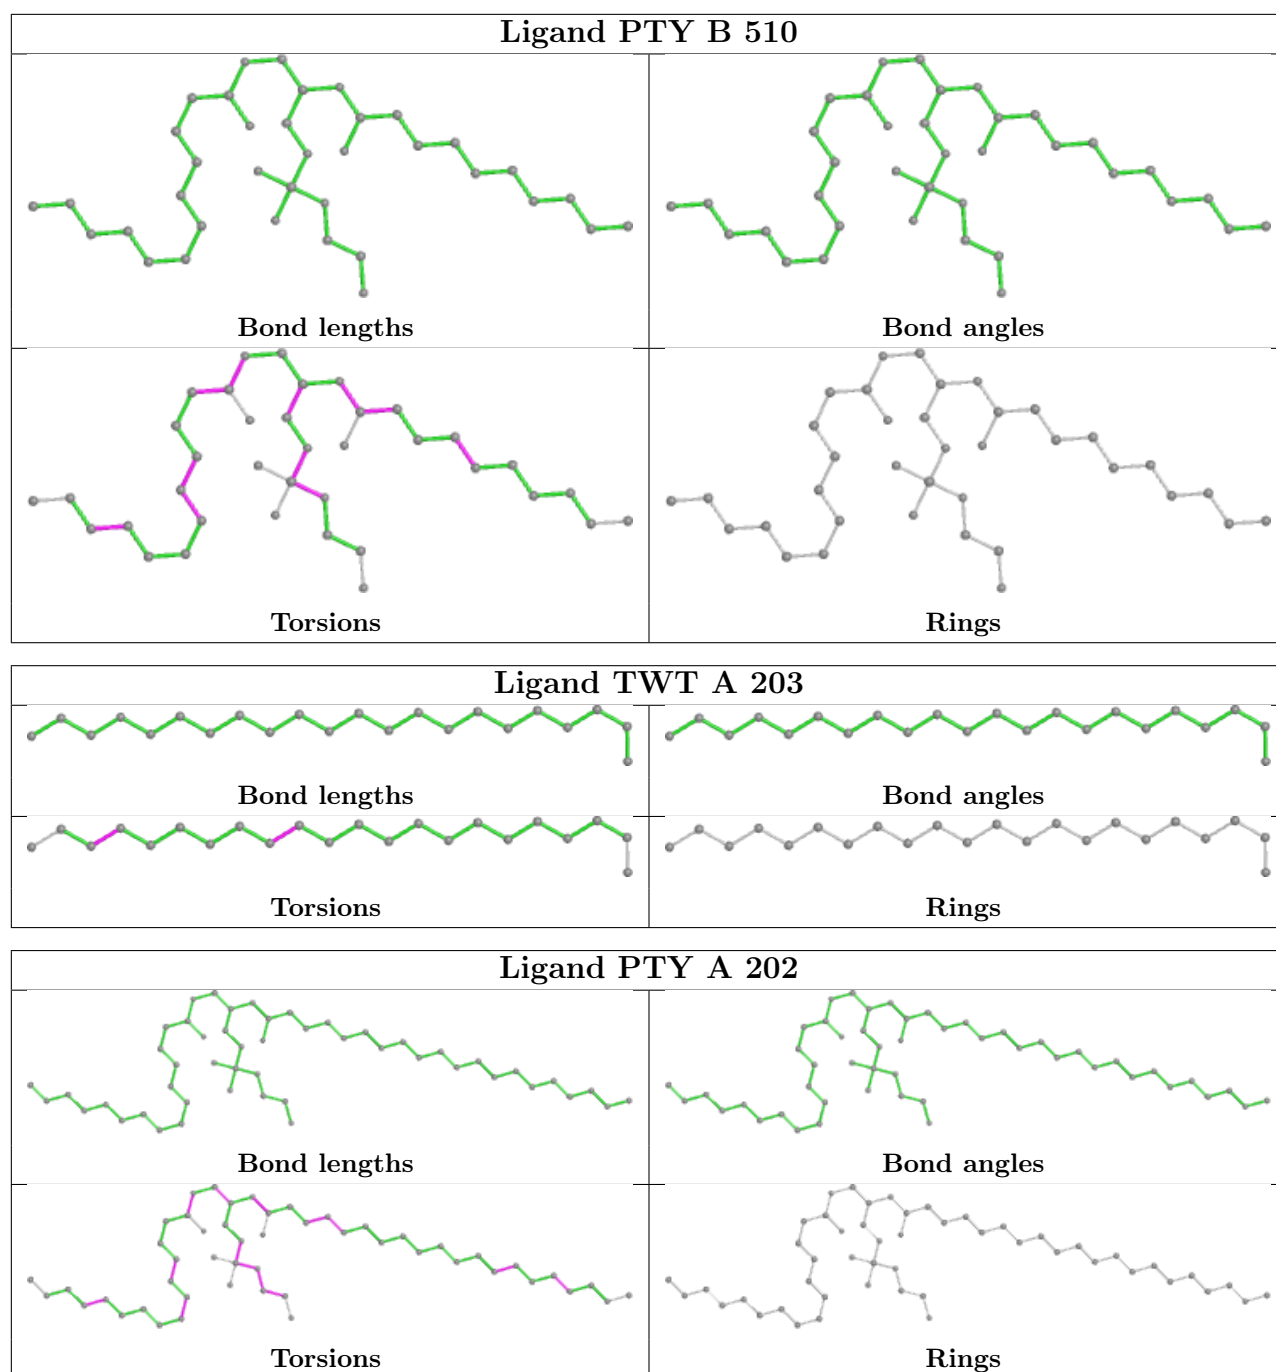 Ligand PTY B 510
Bond lengths
Bond angles
Torsions
Rings
Ligand TWT A 203
Bond lengths
Bond angles
Torsions
Rings
Ligand PTY A 202
Bond lengths
Bond angles
Torsions
Rings